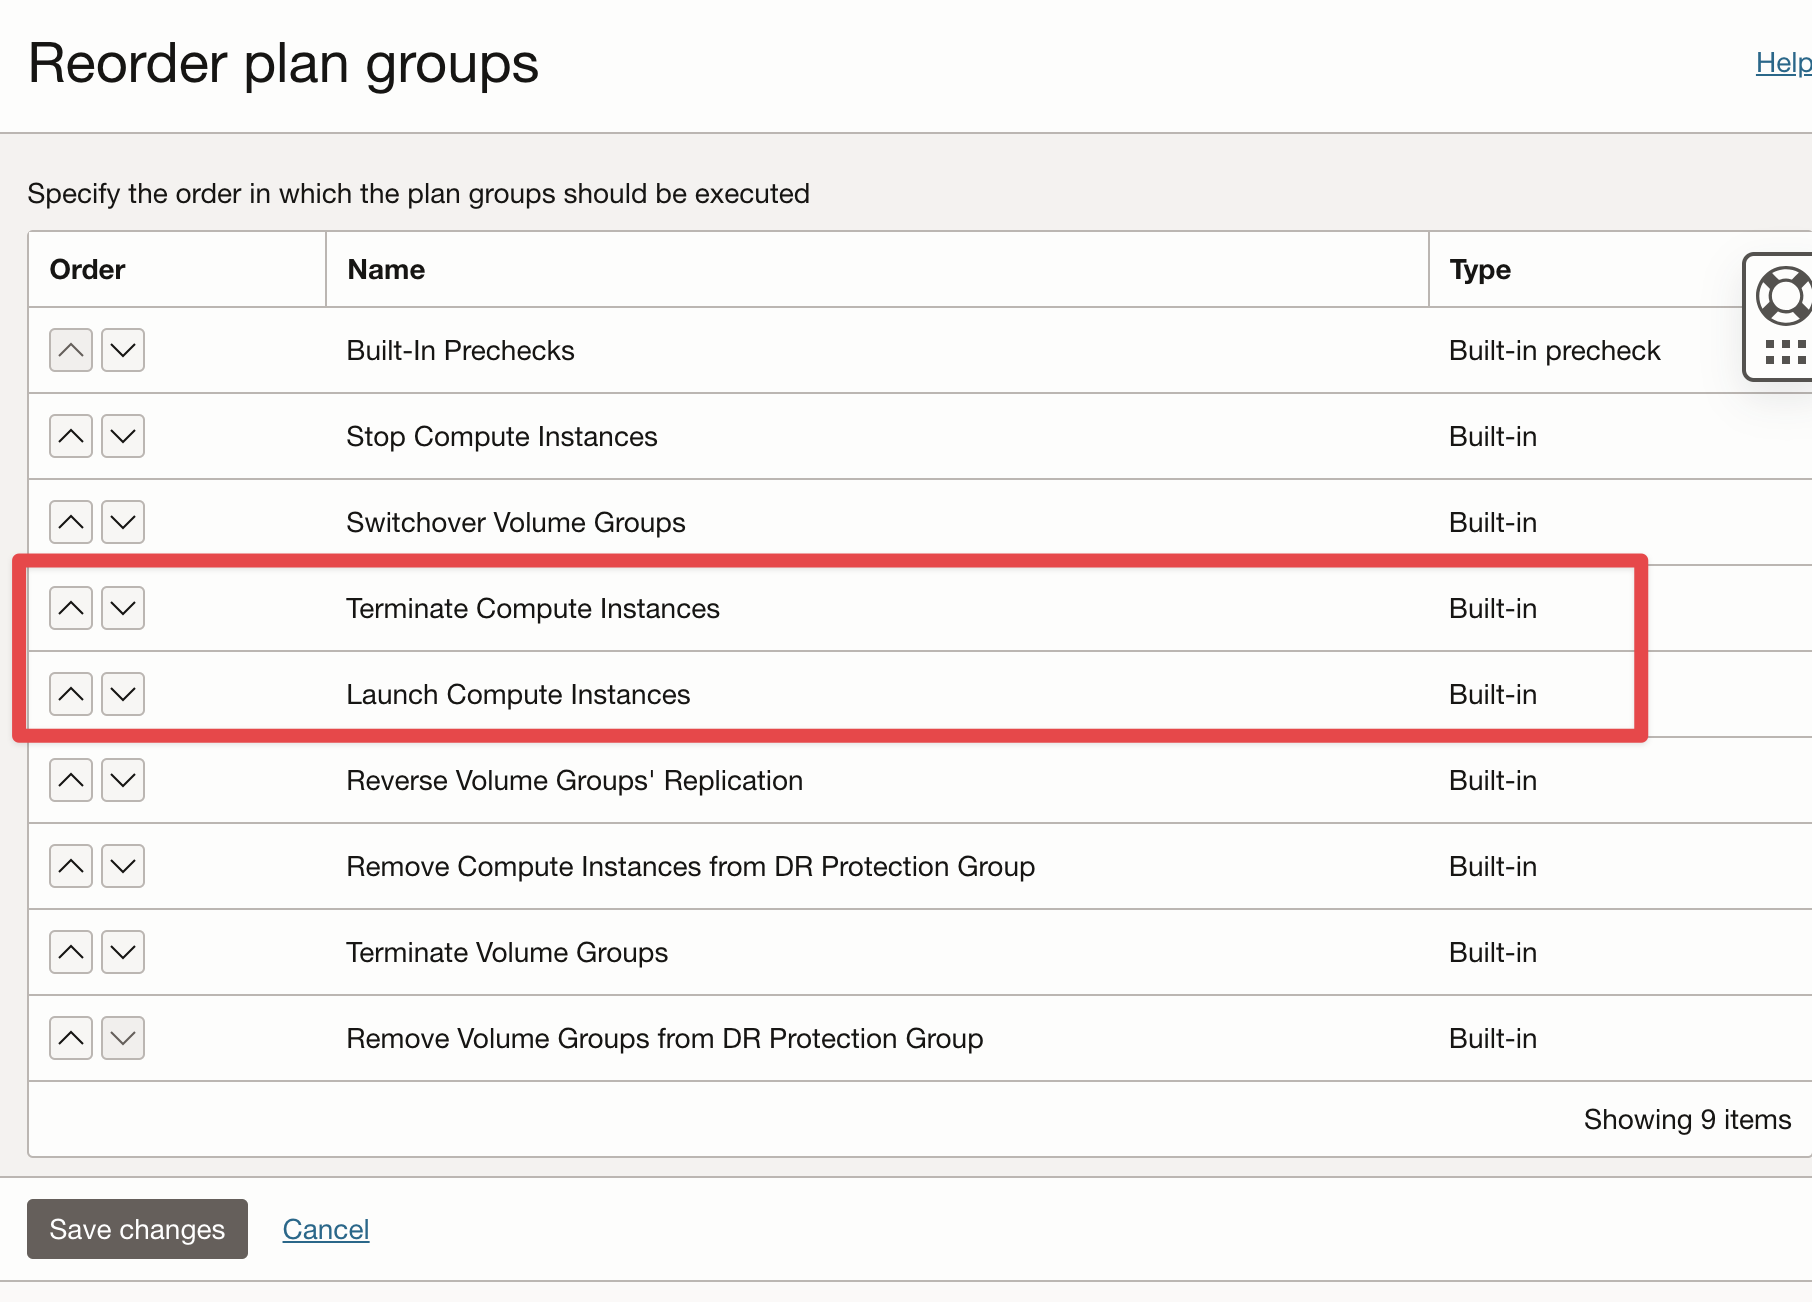 Reorder plan groups
Help
Specify the order in which the plan groups should be executed
Order Name Type
Built-In Prechecks Built-in precheck
Stop Compute Instances Built-in
Switchover Volume Groups Built-in
Terminate Compute Instances Built-in
Launch Compute Instances Built-in
Reverse Volume Groups' Replication Built-in
Remove Compute Instances from DR Protection Group Built-in
Terminate Volume Groups Built-in
Remove Volume Groups from DR Protection Group Built-in
Showing 9 items
Save changes Cancel